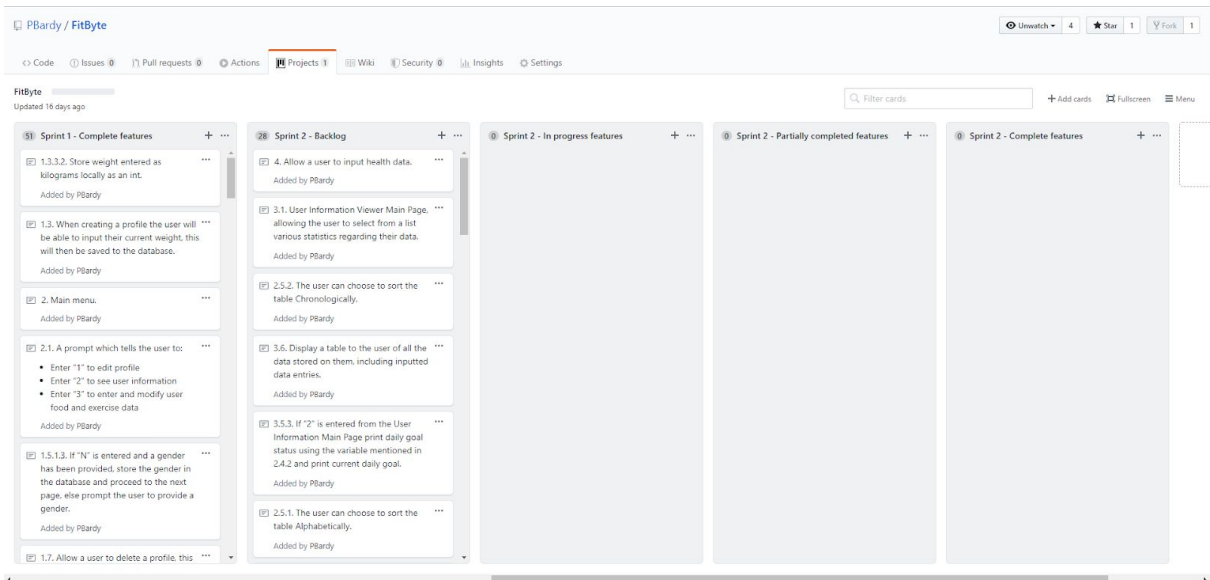 PBardy / FitByte
Unwatch 4 Star 1 Fork 1
Code Issues 0 Pull requests 0 Actions Projects 1 Wiki Security 0 Insights Settings
FitByte
Updated 16 days ago
Filter cards
Add cards Fullscreen Menu
51 Sprint 1 - Complete features
1.3.3.2. Store weight entered as
kilograms locally as an int.
Added by PBardy
1.3. When creating a profile the user will
be able to input their current weight, this
will then be saved to the database.
Added by PBardy
2. Main menu.
Added by PBardy
2.1. A prompt which tells the user to:
• Enter "1" to edit profile
• Enter "2" to see user information
• Enter "3" to enter and modify user
food and exercise data
Added by PBardy
1.5.1.3. If "N" is entered and a gender
has been provided, store the gender in
the database and proceed to the next
page, else prompt the user to provide a
gender.
Added by PBardy
1.7. Allow a user to delete a profile, this
28 Sprint 2 - Backlog
4. Allow a user to input health data.
Added by PBardy
3.1. User Information Viewer Main Page,
allowing the user to select from a list
various statistics regarding their data.
Added by PBardy
2.5.2. The user can choose to sort the
table Chronologically.
Added by PBardy
3.6. Display a table to the user of all the
data stored on them, including inputted
data entries.
Added by PBardy
3.5.3. If "2" is entered from the User
Information Main Page print daily goal
status using the variable mentioned in
2.4.2 and print current daily goal.
Added by PBardy
2.5.1. The user can choose to sort the
table Alphabetically.
Added by PBardy
0 Sprint 2 - In progress features
0 Sprint 2 - Partially completed features
0 Sprint 2 - Complete features